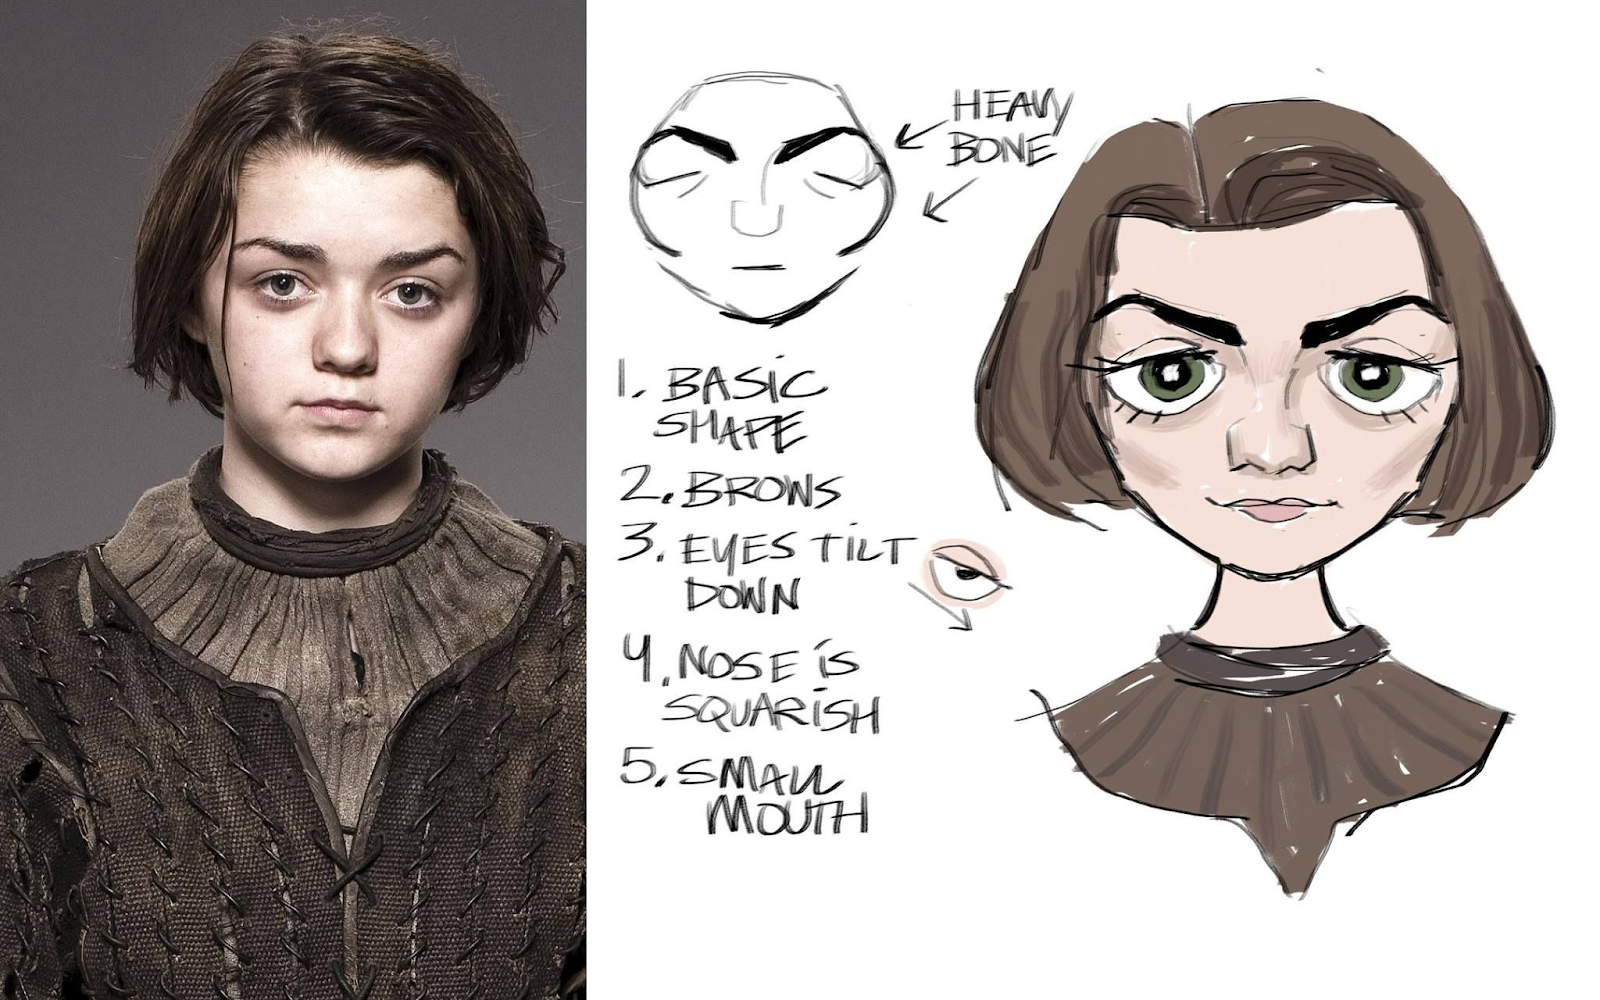 HEAVY
BONE
1. BASIC
SHAPE
2. BROWS
3. EYES TILT
DOWN
4. NOSE IS
SQUARISH
5. SMALL
MOUTH